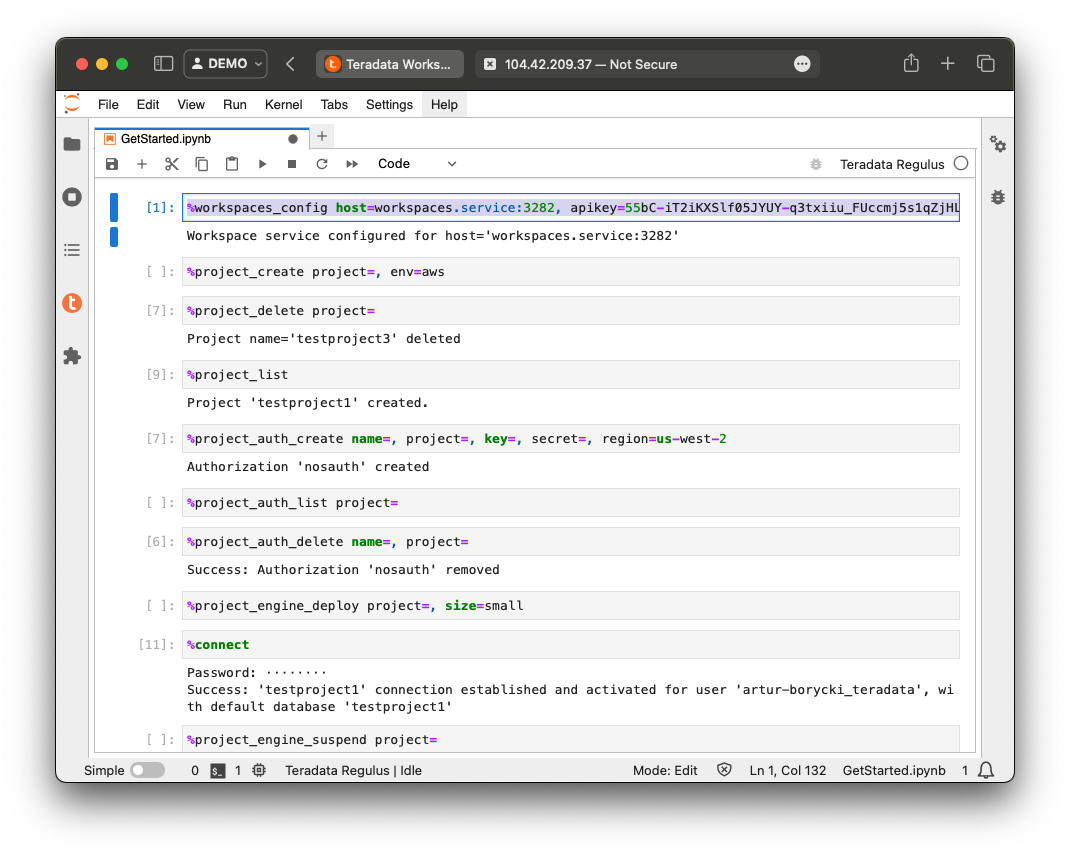 DEMO
Teradata Works...
104.42.209.37 — Not Secure
File Edit View Run Kernel Tabs Settings Help
GetStarted.ipynb
Code
Teradata Regulus
[1]: %workspaces_config host=workspaces.service:3282, apikey=55bC-iT2iKXSlf05JYUY-q3txiiu_FUccmj5s1qZjHL
Workspace service configured for host='workspaces.service:3282'
[ ]: %project_create project=, env=aws
[7]: %project_delete project=
Project name='testproject3' deleted
[9]: %project_list
Project 'testproject1' created.
[7]: %project_auth_create name=, project=, key=, secret=, region=us-west-2
Authorization 'nosauth' created
[ ]: %project_auth_list project=
[6]: %project_auth_delete name=, project=
Success: Authorization 'nosauth' removed
[ ]: %project_engine_deploy project=, size=small
[11]: %connect
Password: ········
Success: 'testproject1' connection established and activated for user 'artur-borycki_teradata', wi
th default database 'testproject1'
[ ]: %project_engine_suspend project=
Simple 0 $_ 1 Teradata Regulus | Idle Mode: Edit Ln 1, Col 132 GetStarted.ipynb 1